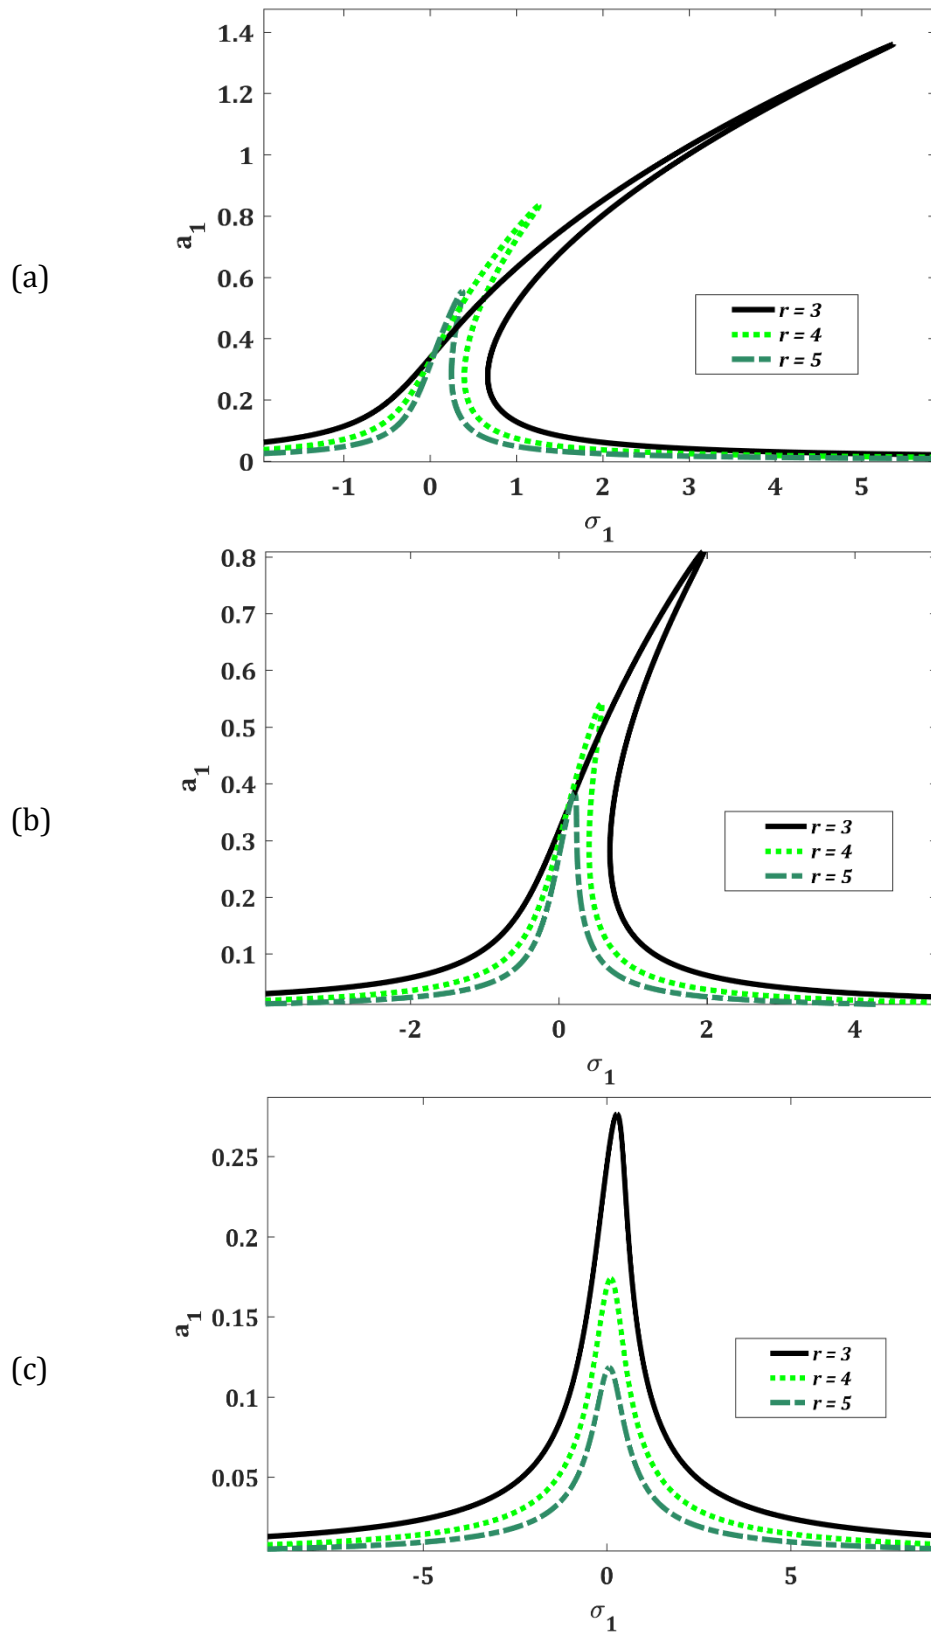 (a)
a1
1.4
1.2
1
0.8
0.6
0.4
0.2
0
r = 3
r = 4
r = 5
-1 0 1 2 3 4 5
σ1
(b)
a1
0.8
0.7
0.6
0.5
0.4
0.3
0.2
0.1
r = 3
r = 4
r = 5
-2 0 2 4
σ1
(c)
a1
0.25
0.2
0.15
0.1
0.05
r = 3
r = 4
r = 5
-5 0 5
σ1